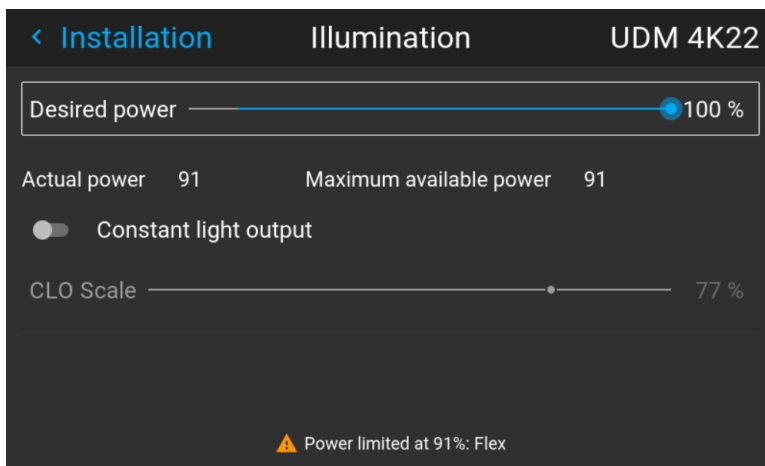 ‹ Installation Illumination UDM 4K22
Desired power 100 %
Actual power 91 Maximum available power 91
Constant light output
CLO Scale 77 %
Power limited at 91%: Flex